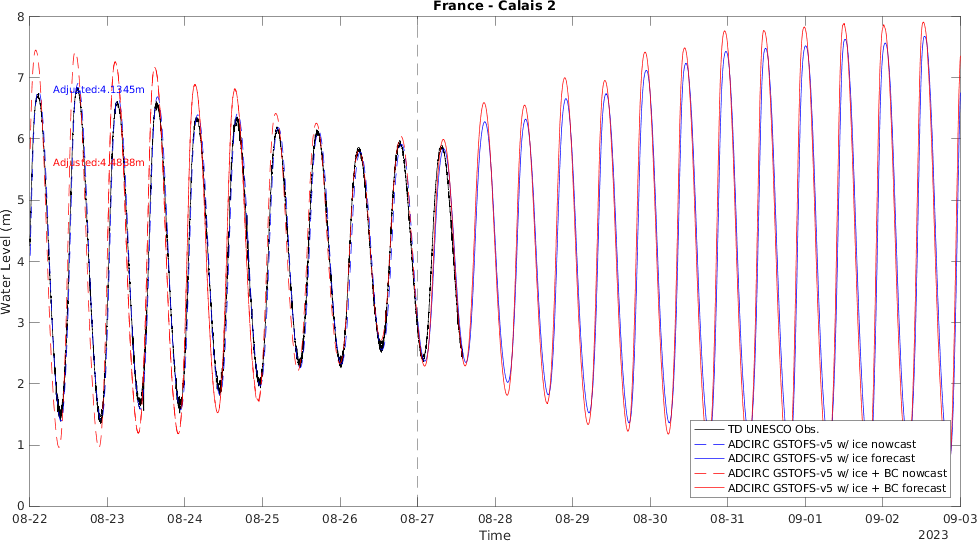 France - Calais 2
Water Level (m)
8
7
6
5
4
3
2
1
0
Adjusted:4.1345m
Adjusted:4.4838m
TD UNESCO Obs.
ADCIRC GSTOFS-v5 w/ ice nowcast
ADCIRC GSTOFS-v5 w/ ice forecast
ADCIRC GSTOFS-v5 w/ ice + BC nowcast
ADCIRC GSTOFS-v5 w/ ice + BC forecast
08-22 08-23 08-24 08-25 08-26 08-27 08-28 08-29 08-30 08-31 09-01 09-02 09-03
Time
2023